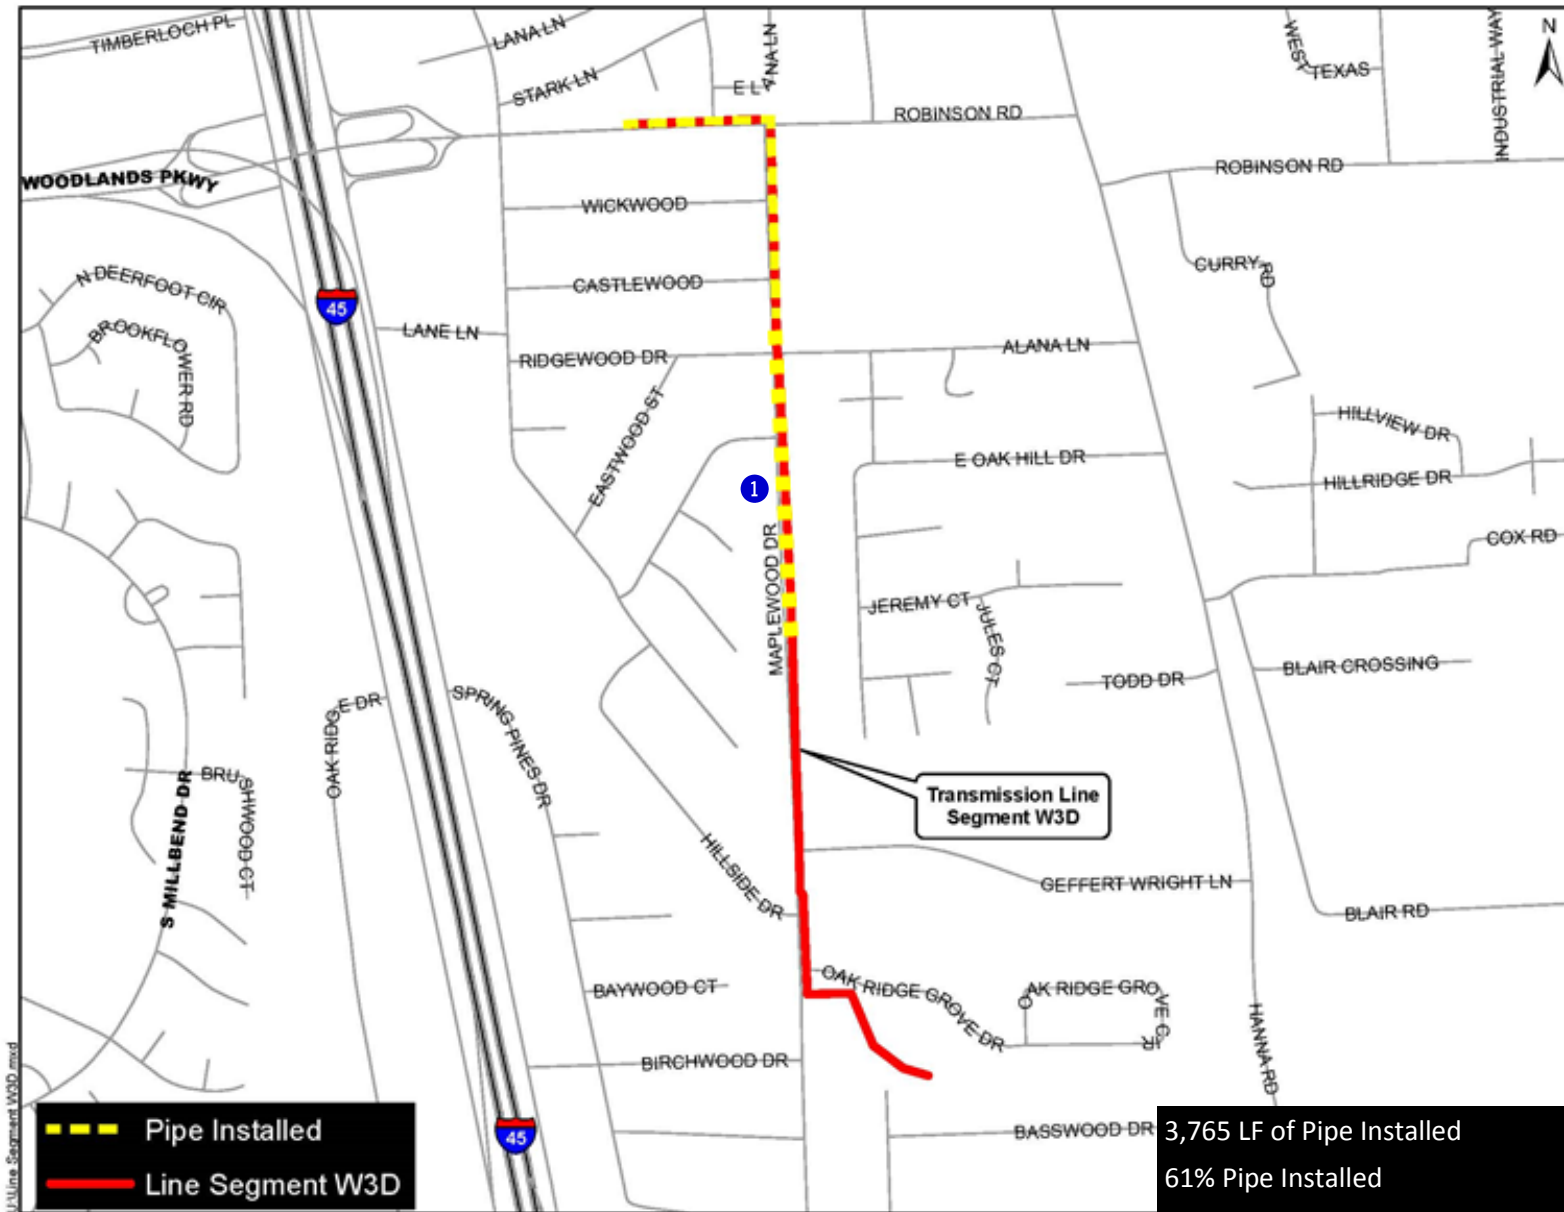 TIMBERLOCH PL
LANA LN
STARK LN
E L
NA LN
WEST
TEXAS
INDUSTRIAL WAY
N
ROBINSON RD
ROBINSON RD
WOODLANDS PKWY
WICKWOOD
CASTLEWOOD
CURRY RD
N DEERFOOT CIR
BROOKFLOWER RD
45
LANE LN
RIDGEWOOD DR
ALANA LN
EASTWOOD ST
HILLVIEW DR
E OAK HILL DR
HILLRIDGE DR
1
COX RD
MAPLEWOOD DR
JEREMY CT
JULES CT
BLAIR CROSSING
TODD DR
OAK RIDGE DR
SPRING PINES DR
BRUSHWOOD CT
S MILLBEND DR
Transmission Line
Segment W3D
HILLSIDE DR
GEFFERT WRIGHT LN
BLAIR RD
OAK RIDGE GROVE DR
OAK RIDGE GROVE CIR
BAYWOOD CT
HANNA RD
BIRCHWOOD DR
BASSWOOD DR
45
U:\Line Segment W3D.mxd
Pipe Installed
Line Segment W3D
3,765 LF of Pipe Installed
61% Pipe Installed